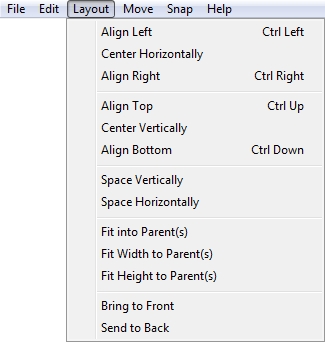 File Edit Layout Move Snap Help
Align Left Ctrl Left
Center Horizontally
Align Right Ctrl Right
Align Top Ctrl Up
Center Vertically
Align Bottom Ctrl Down
Space Vertically
Space Horizontally
Fit into Parent(s)
Fit Width to Parent(s)
Fit Height to Parent(s)
Bring to Front
Send to Back